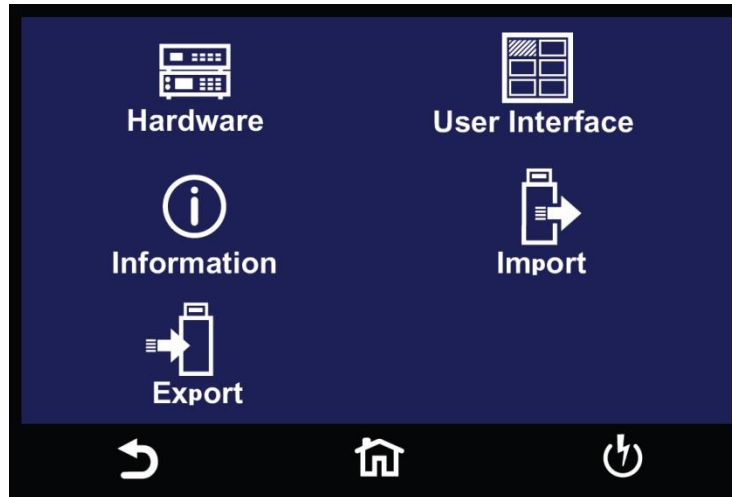 Hardware
User Interface
Information
Import
Export